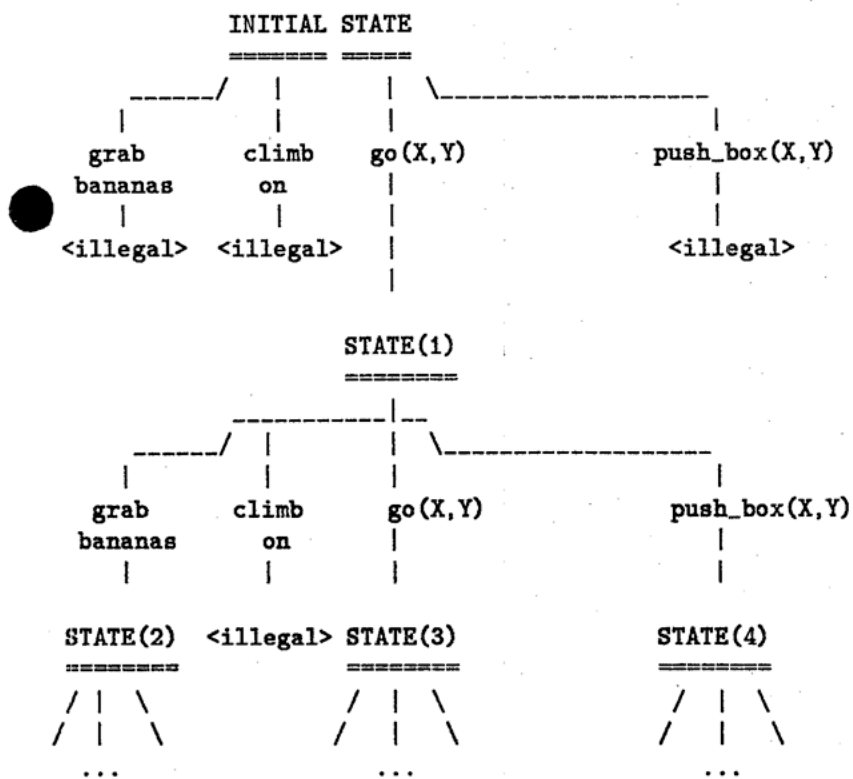 INITIAL STATE
grab climb go(X,Y) push_box(X,Y)
bananas on
<illegal> <illegal> <illegal>
STATE(1)
grab climb go(X,Y) push_box(X,Y)
bananas on
STATE(2) <illegal> STATE(3) STATE(4)
... ... ...